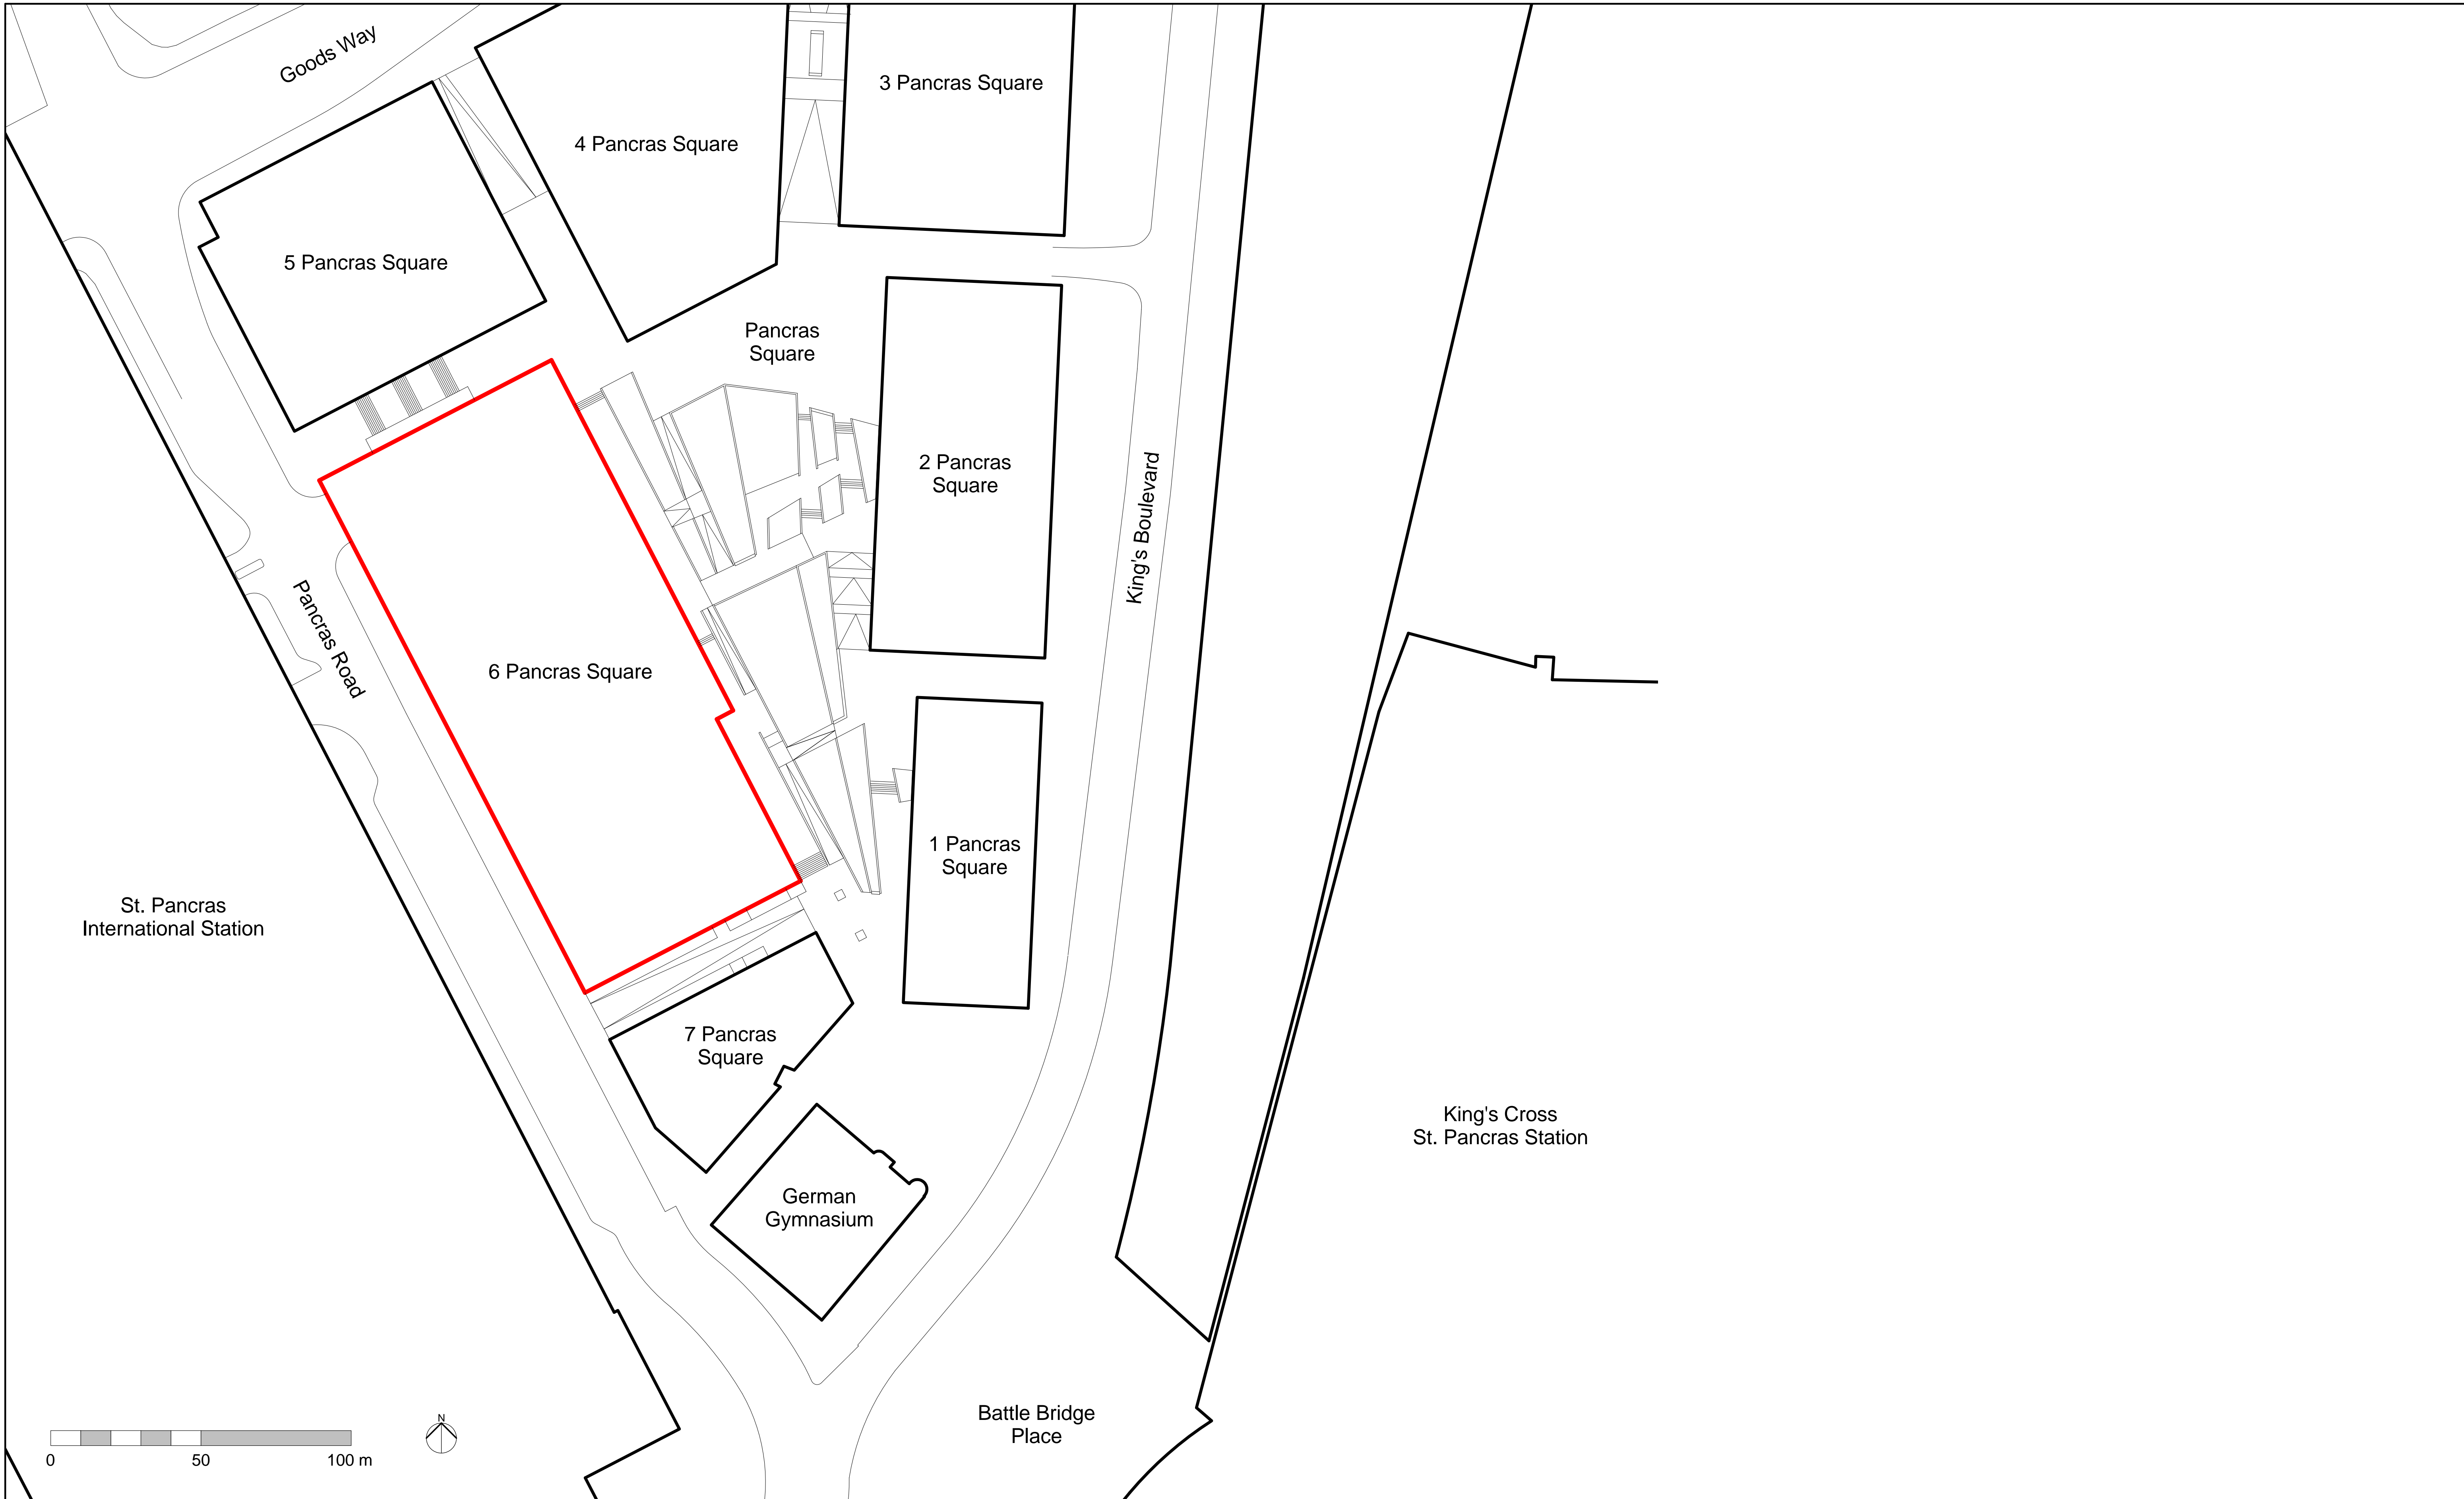 Goods Way
3 Pancras Square
4 Pancras Square
5 Pancras Square
Pancras
Square
2 Pancras
Square
King's Boulevard
Pancras Road
6 Pancras Square
1 Pancras
Square
St. Pancras
International Station
7 Pancras
Square
King's Cross
St. Pancras Station
German
Gymnasium
Battle Bridge
Place
N
0 50 100 m